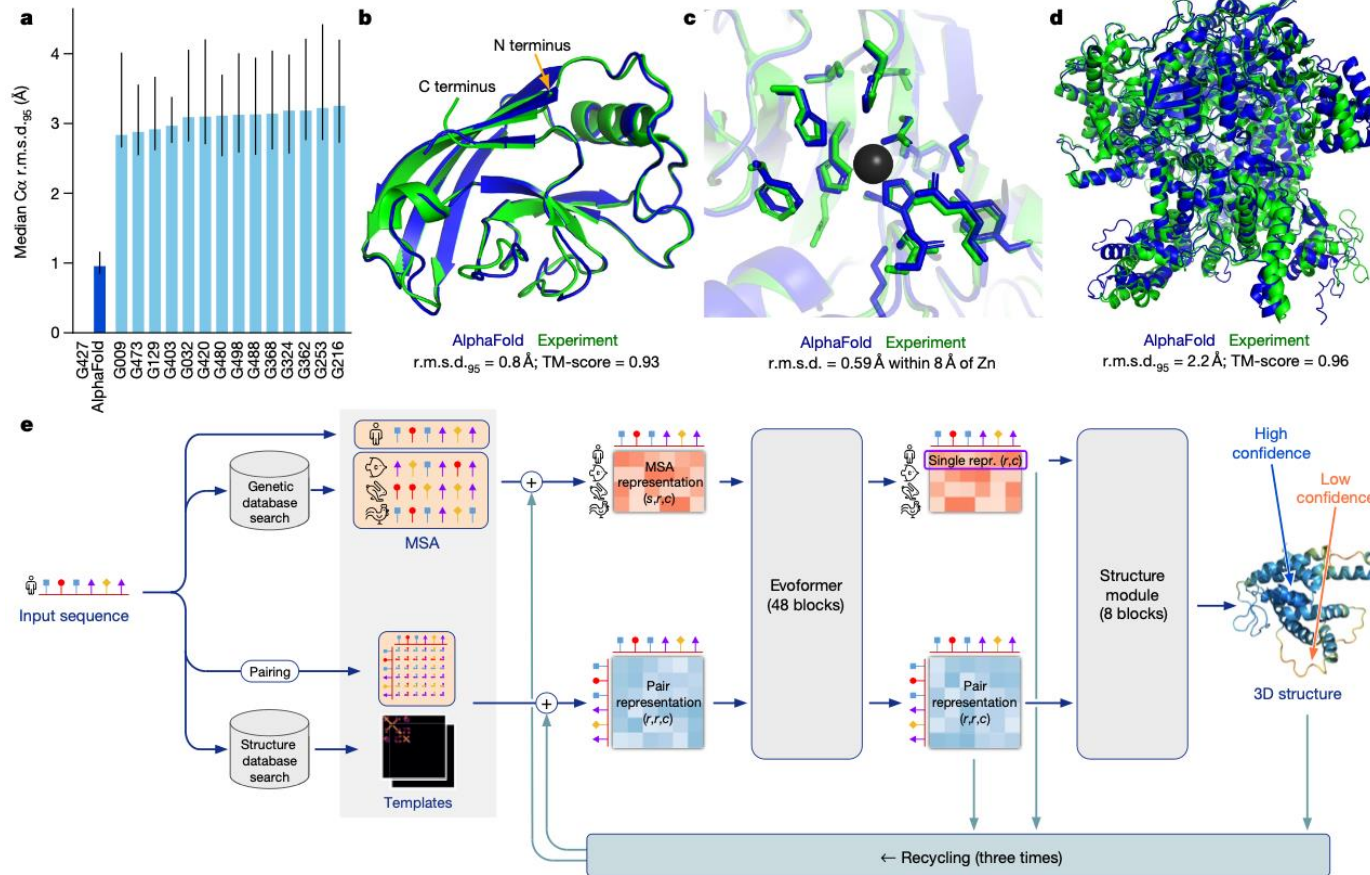 a
Median Cα r.m.s.d.95 (Å)
4
3
2
1
0
G427
AlphaFold
G009
G473
G129
G403
G032
G420
G480
G498
G488
G368
G324
G362
G253
G216
b
N terminus
C terminus
AlphaFold Experiment
r.m.s.d.95 = 0.8 Å; TM-score = 0.93
c
AlphaFold Experiment
r.m.s.d. = 0.59 Å within 8 Å of Zn
d
AlphaFold Experiment
r.m.s.d.95 = 2.2 Å; TM-score = 0.96
e
Input sequence
Genetic
database
search
MSA
Pairing
Structure
database
search
Templates
+
+
MSA
representation
(s,r,c)
Pair
representation
(r,r,c)
Evoformer
(48 blocks)
Single repr. (r,c)
Pair
representation
(r,r,c)
Structure
module
(8 blocks)
High
confidence
Low
confidence
3D structure
← Recycling (three times)